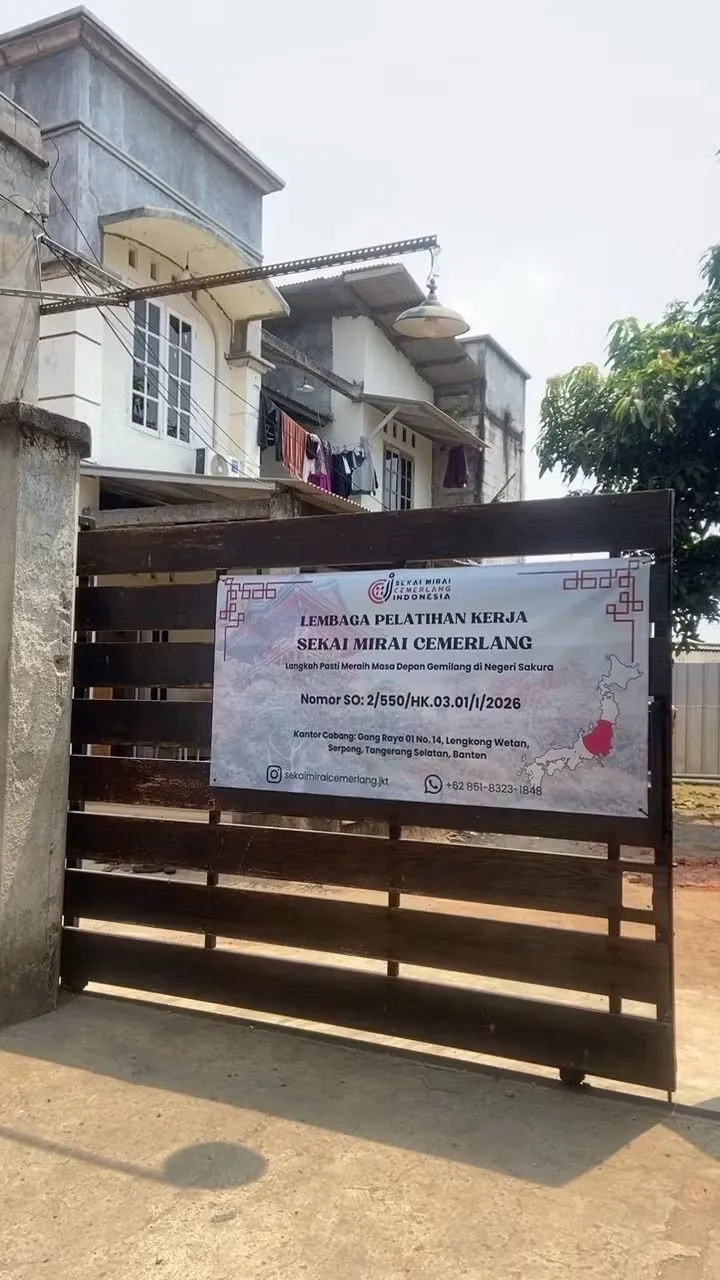 SEKAI MIRAI
CEMERLANG
INDONESIA
LEMBAGA PELATIHAN KERJA
SEKAI MIRAI CEMERLANG
Langkah Pasti Meraih Masa Depan Gemilang di Negeri Sakura
Nomor SO: 2/550/HK.03.01/I/2026
Kantor Cabang: Gang Raya 01 No. 14, Lengkong Wetan,
Serpong, Tangerang Selatan, Banten
sekaimiraicemerlang.jkt
+62 851-8323-1848